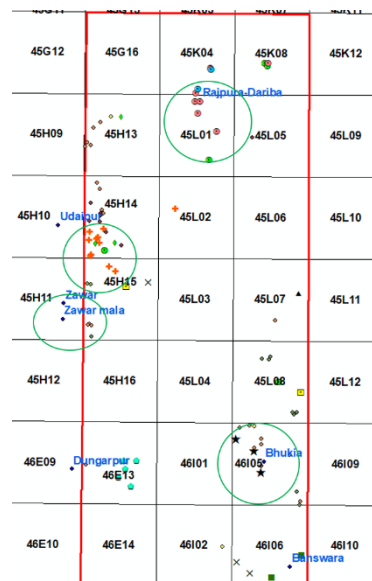 45G12 45G16 45K04 45K08 45K12
Rajpura-Dariba
45H09 45H13 45L01 45L05 45L09
45H14
45H10 Udaipur 45L02 45L06 45L10
45H15
45H11 Zawar 45L03 45L07 45L11
Zawar mala
45H12 45H16 45L04 45L08 45L12
Bhukia
46E09 Dungarpur 46E13 46I01 46I05 46I09
46E10 46E14 46I02 46I06 46I10
Banswara